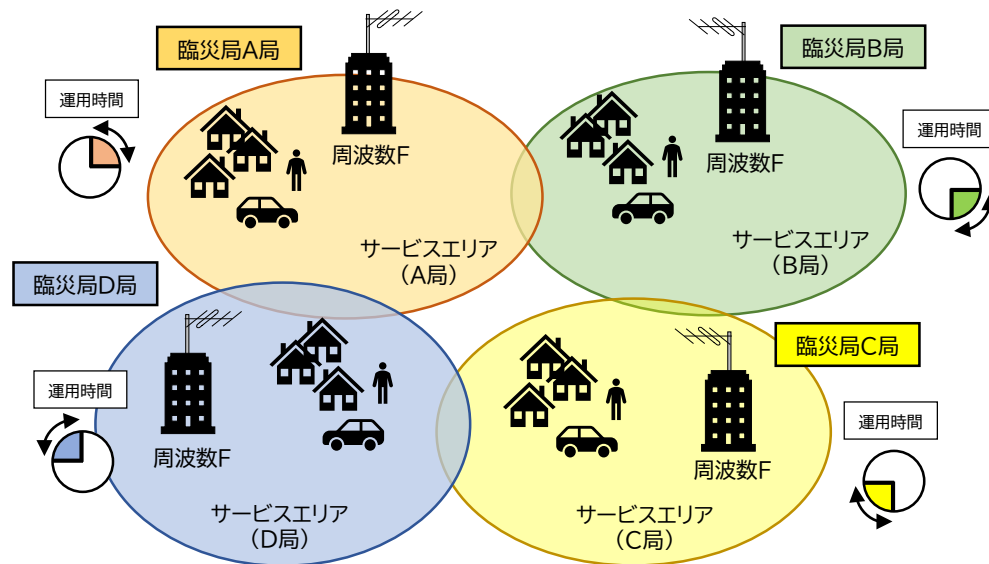 臨災局A局
運用時間
周波数F
サービスエリア
(A局)
臨災局B局
運用時間
周波数F
サービスエリア
(B局)
臨災局D局
運用時間
周波数F
サービスエリア
(D局)
臨災局C局
運用時間
周波数F
サービスエリア
(C局)